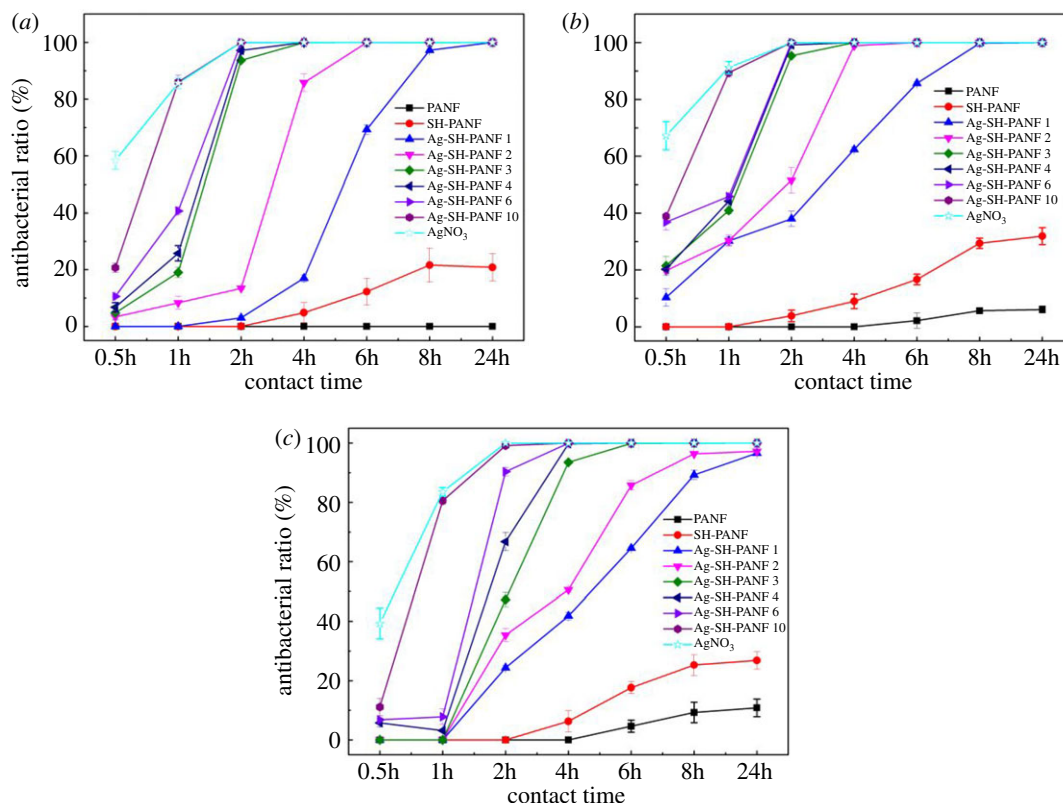 (a)
antibacterial ratio (%)
100
80
60
40
20
0
0.5h 1h 2h 4h 6h 8h 24h
contact time
PANF
SH-PANF
Ag-SH-PANF 1
Ag-SH-PANF 2
Ag-SH-PANF 3
Ag-SH-PANF 4
Ag-SH-PANF 6
Ag-SH-PANF 10
AgNO3
(b)
100
80
60
40
20
0
0.5h 1h 2h 4h 6h 8h 24h
contact time
PANF
SH-PANF
Ag-SH-PANF 1
Ag-SH-PANF 2
Ag-SH-PANF 3
Ag-SH-PANF 4
Ag-SH-PANF 6
Ag-SH-PANF 10
AgNO3
(c)
antibacterial ratio (%)
100
80
60
40
20
0
0.5h 1h 2h 4h 6h 8h 24h
contact time
PANF
SH-PANF
Ag-SH-PANF 1
Ag-SH-PANF 2
Ag-SH-PANF 3
Ag-SH-PANF 4
Ag-SH-PANF 6
Ag-SH-PANF 10
AgNO3